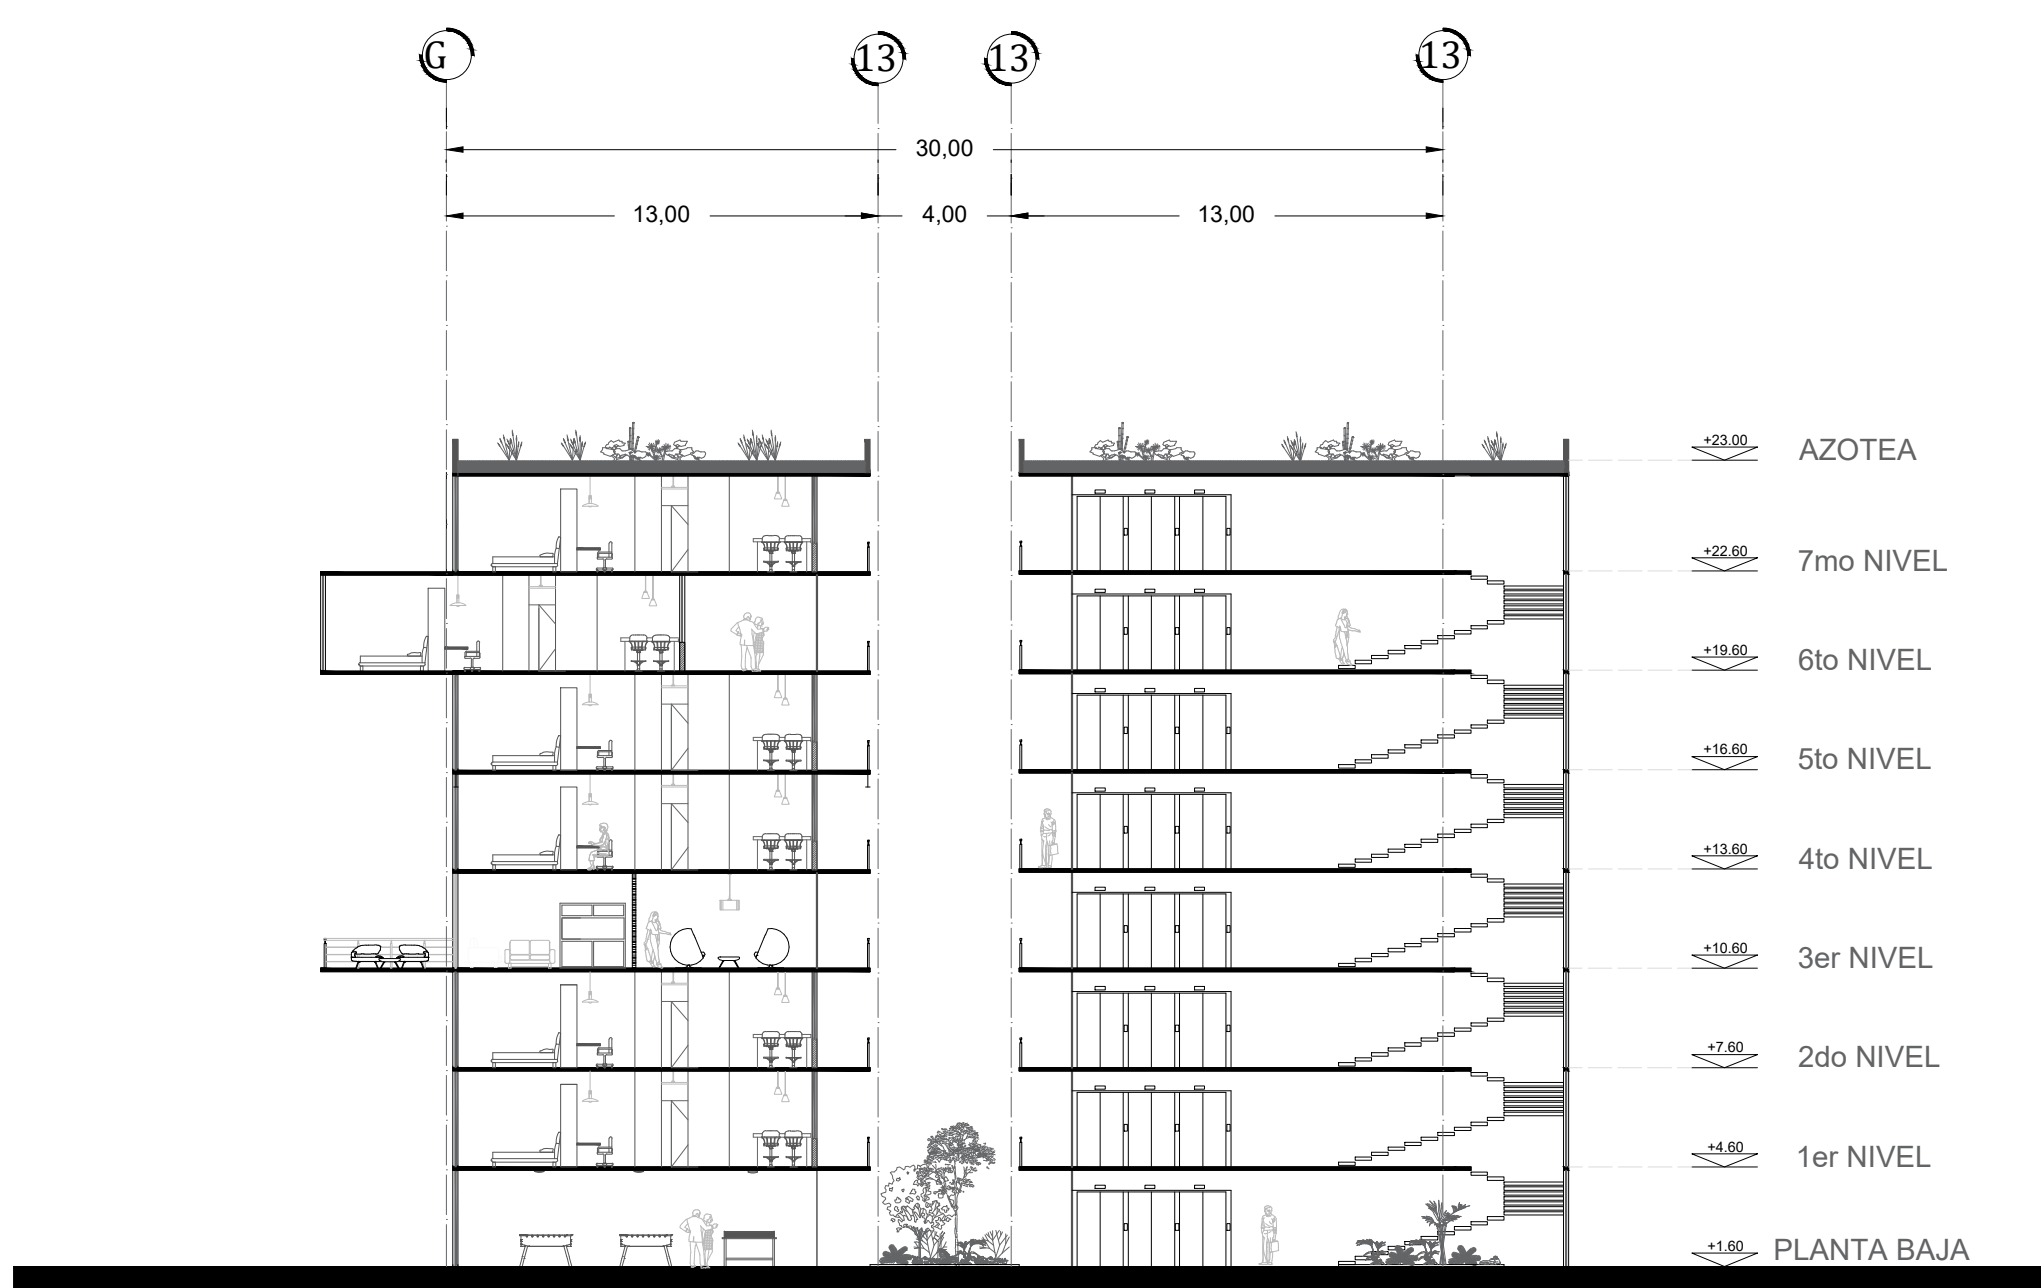 G 13 13 13
30,00
13,00 4,00 13,00
+23.00 AZOTEA
+22.60 7mo NIVEL
+19.60 6to NIVEL
+16.60 5to NIVEL
+13.60 4to NIVEL
+10.60 3er NIVEL
+7.60 2do NIVEL
+4.60 1er NIVEL
+1.60 PLANTA BAJA